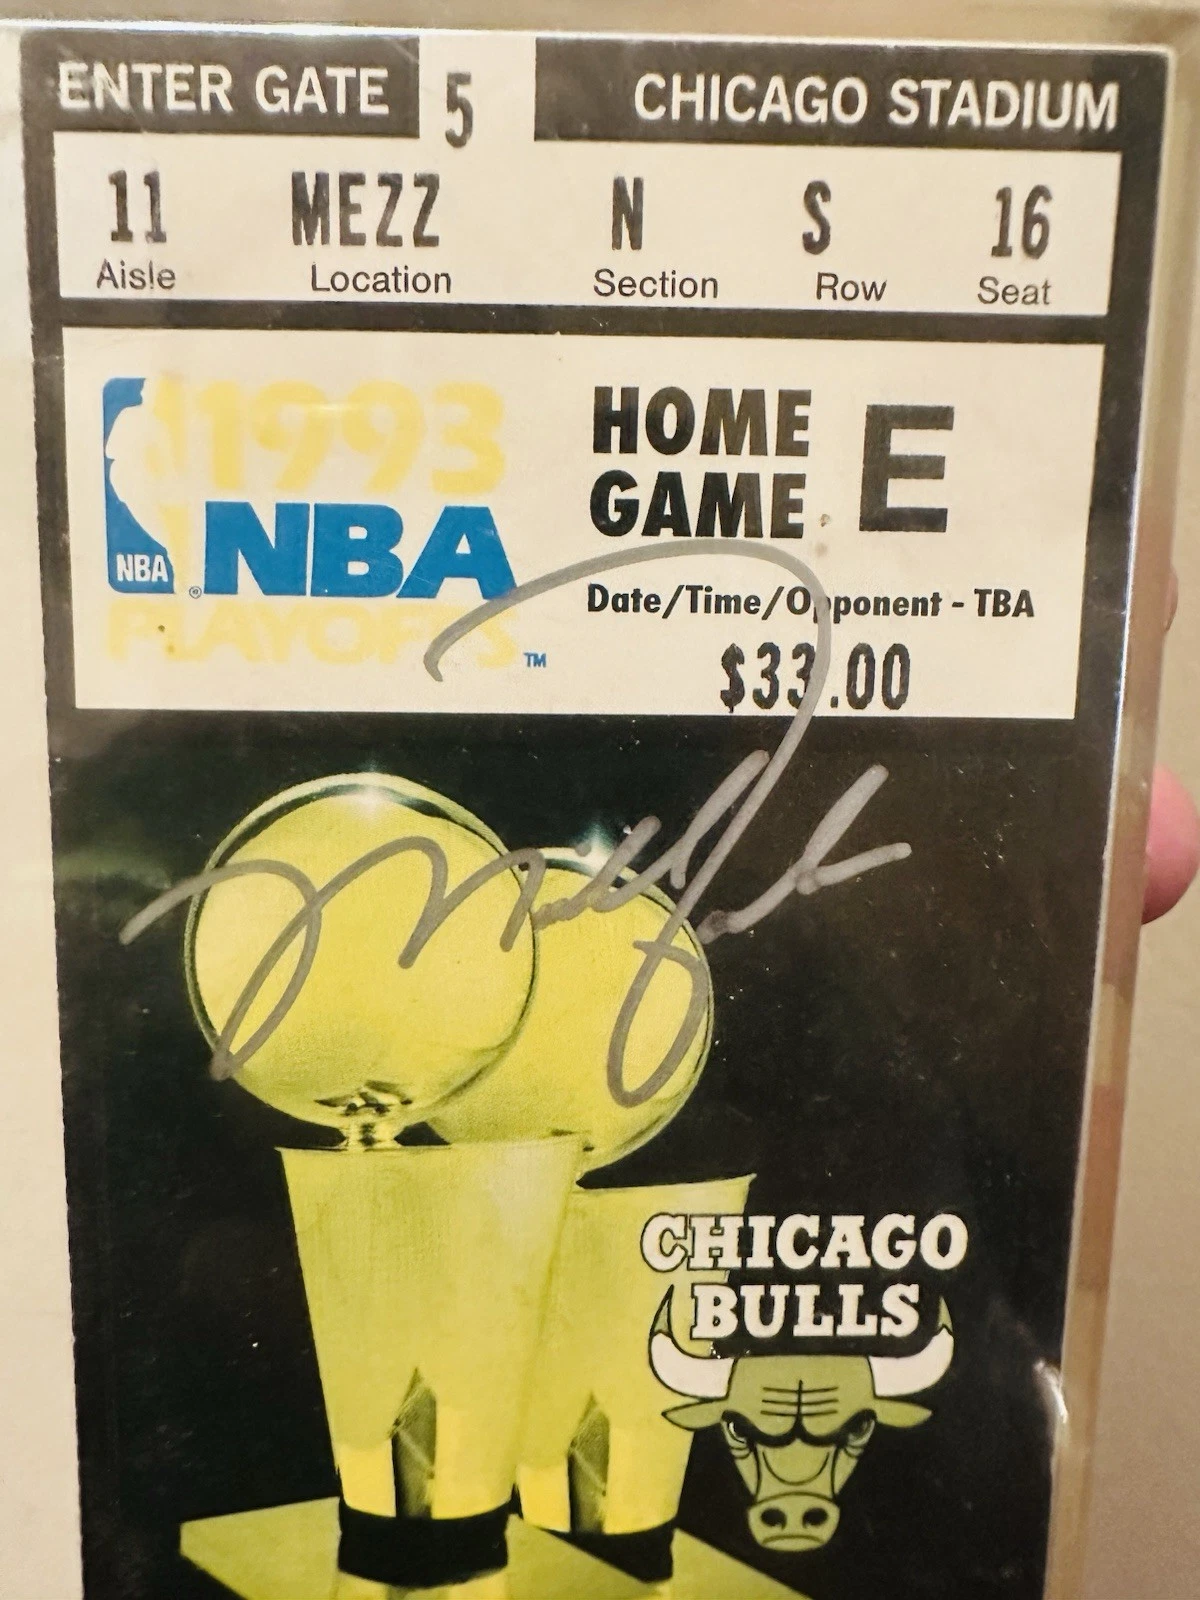 ENTER GATE 5 CHICAGO STADIUM
11 MEZZ N S 16
Aisle Location Section Row Seat
1993
NBA
NBA
®
PLAYOFFS
TM
HOME
GAME E
Date/Time/Opponent - TBA
$33.00
CHICAGO
BULLS